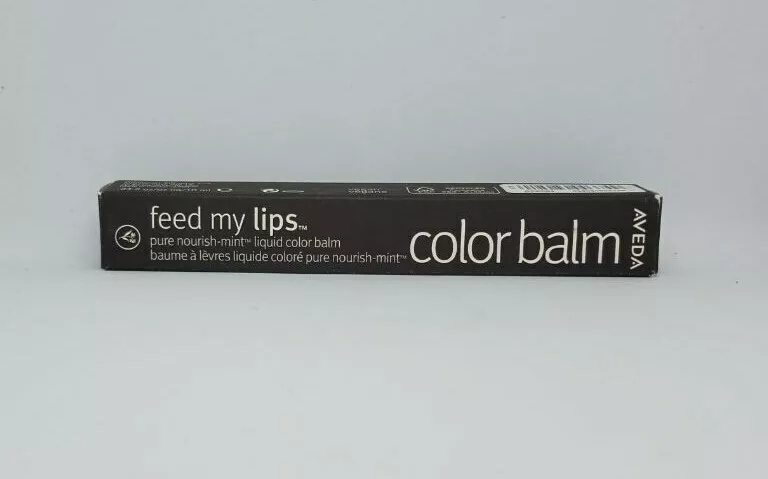 feed my lips™
pure nourish-mint™ liquid color balm
baume à lèvres liquide coloré pure nourish-mint™
color balm
AVEDA